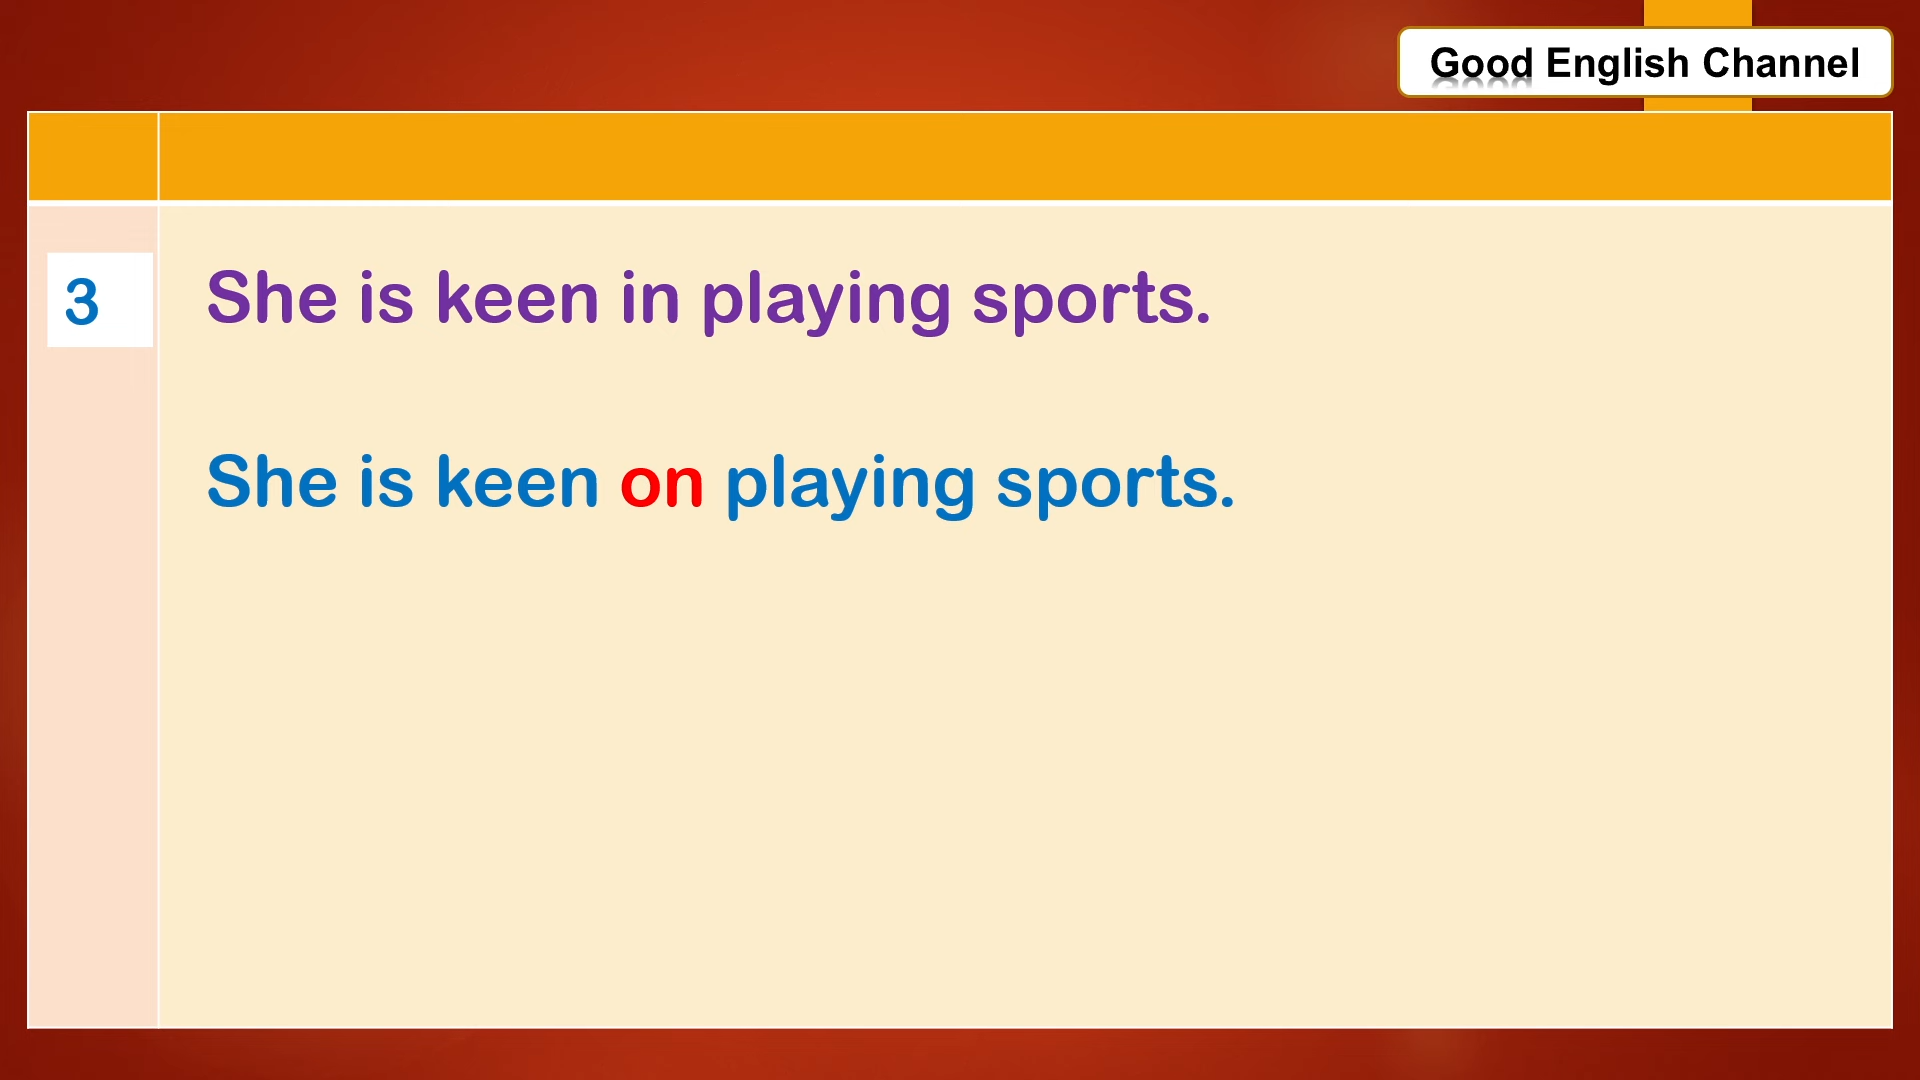 Good English Channel
3
She is keen in playing sports.
She is keen on playing sports.